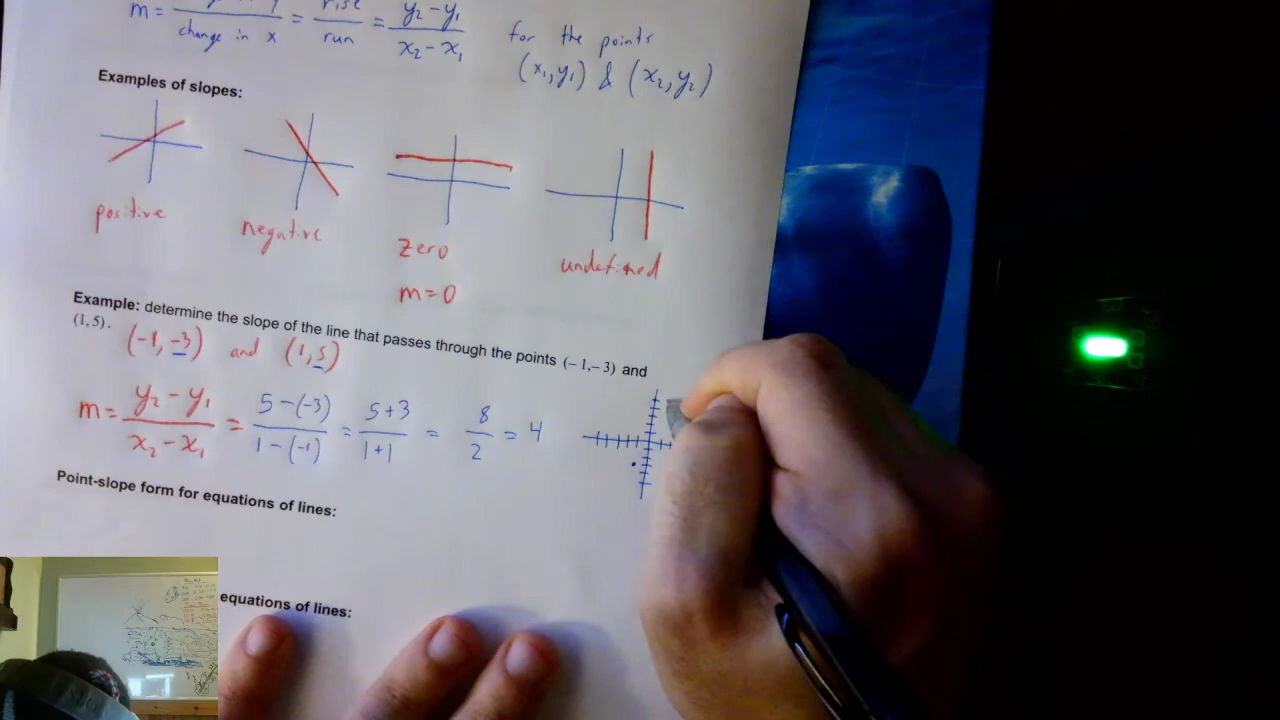 m = change in x = rise run = y₂ - y₁ x₂ - x₁ for the points
(x₁, y₁) & (x₂, y₂)
Examples of slopes:
positive negative zero undefined
m = 0
Example: determine the slope of the line that passes through the points (− 1,− 3) and
(1, 5). (-1, -3) and (1, 5)
m = y₂ - y₁ x₂ - x₁ = 5 - (-3) 1 - (-1) = 5 + 3 1 + 1 = 8 2 = 4
Point-slope form for equations of lines:
equations of lines: